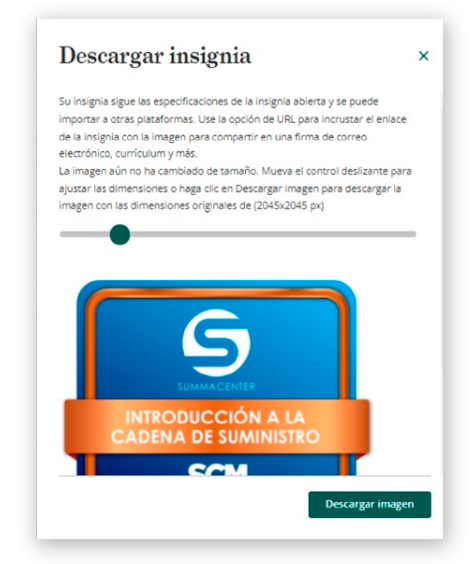 Descargar insignia
×
Su insignia sigue las especificaciones de la insignia abierta y se puede
importar a otras plataformas. Use la opción de URL para incrustar el enlace
de la insignia con la imagen para compartir en una firma de correo
electrónico, currículum y más.
La imagen aún no ha cambiado de tamaño. Mueva el control deslizante para
ajustar las dimensiones o haga clic en Descargar imagen para descargar la
imagen con las dimensiones originales de (2045x2045 px)
S
SUMMACENTER
INTRODUCCIÓN A LA
CADENA DE SUMINISTRO
SCM
Descargar imagen